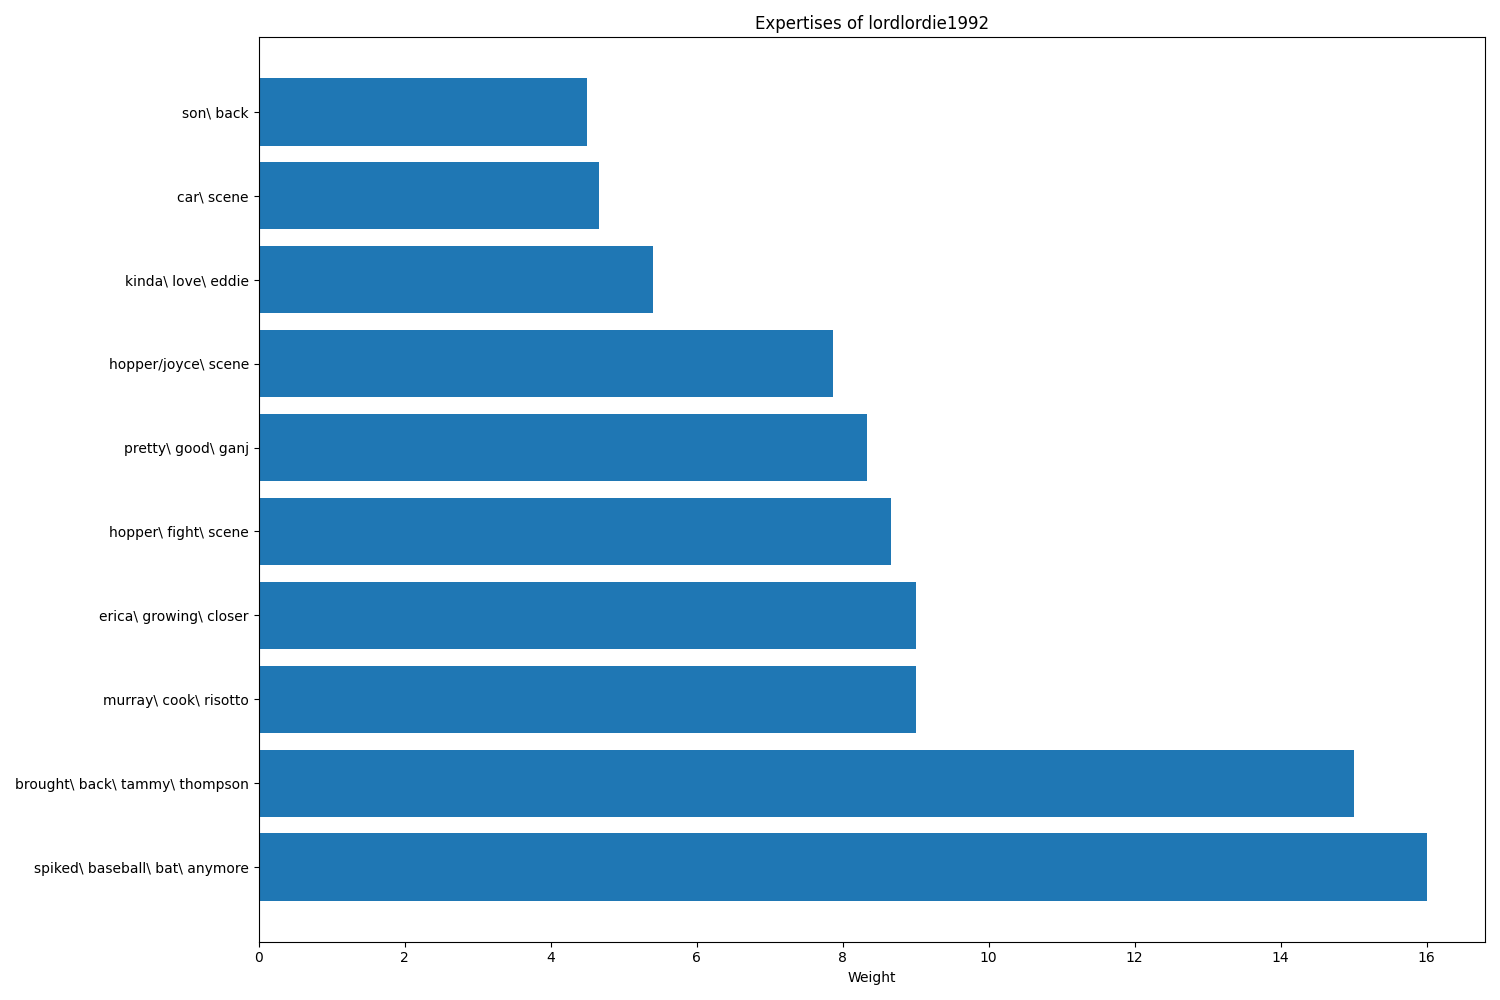 Expertises of lordlordie1992
son\ back
car\ scene
kinda\ love\ eddie
hopper/joyce\ scene
pretty\ good\ ganj
hopper\ fight\ scene
erica\ growing\ closer
murray\ cook\ risotto
brought\ back\ tammy\ thompson
spiked\ baseball\ bat\ anymore
0 2 4 6 8 10 12 14 16
Weight